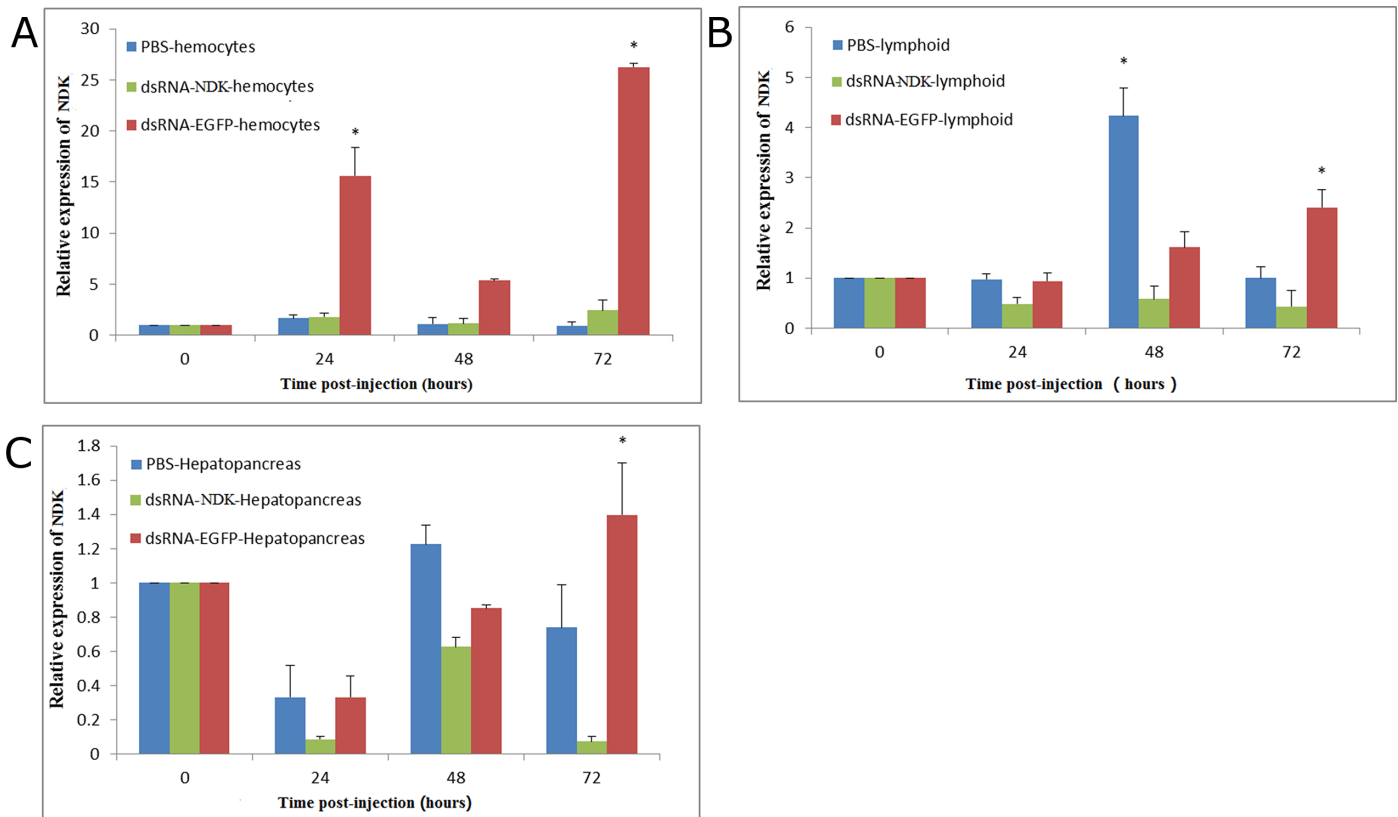 A
Relative expression of NDK
30
25
20
15
10
5
0
PBS-hemocytes
dsRNA-NDK-hemocytes
dsRNA-EGFP-hemocytes
*
*
0 24 48 72
Time post-injection (hours)
B
Relative expression of NDK
6
5
4
3
2
1
0
PBS-lymphoid
dsRNA-NDK-lymphoid
dsRNA-EGFP-lymphoid
*
*
0 24 48 72
Time post-injection ( hours )
C
Relative expression of NDK
1.8
1.6
1.4
1.2
1
0.8
0.6
0.4
0.2
0
PBS-Hepatopancreas
dsRNA-NDK-Hepatopancreas
dsRNA-EGFP-Hepatopancreas
*
0 24 48 72
Time post-injection (hours)